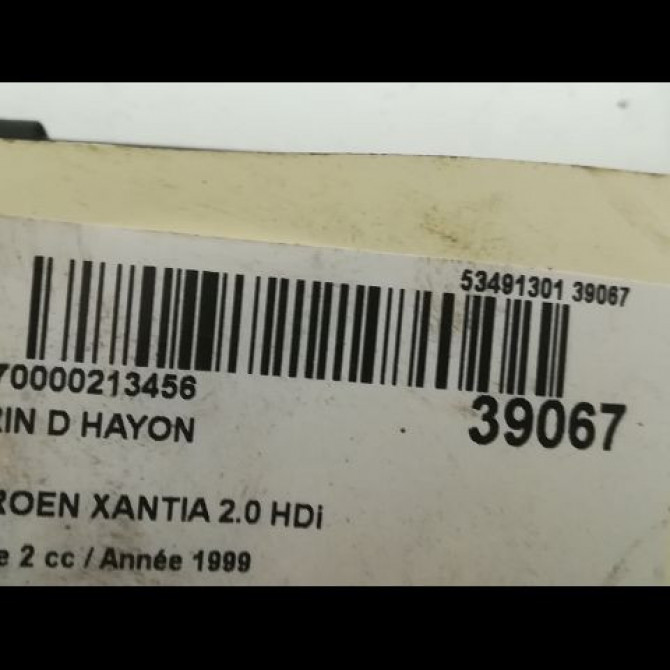 53491301 39067
70000213456
39067
RIN D HAYON
ROEN XANTIA 2.0 HDi
e 2 cc / Année 1999